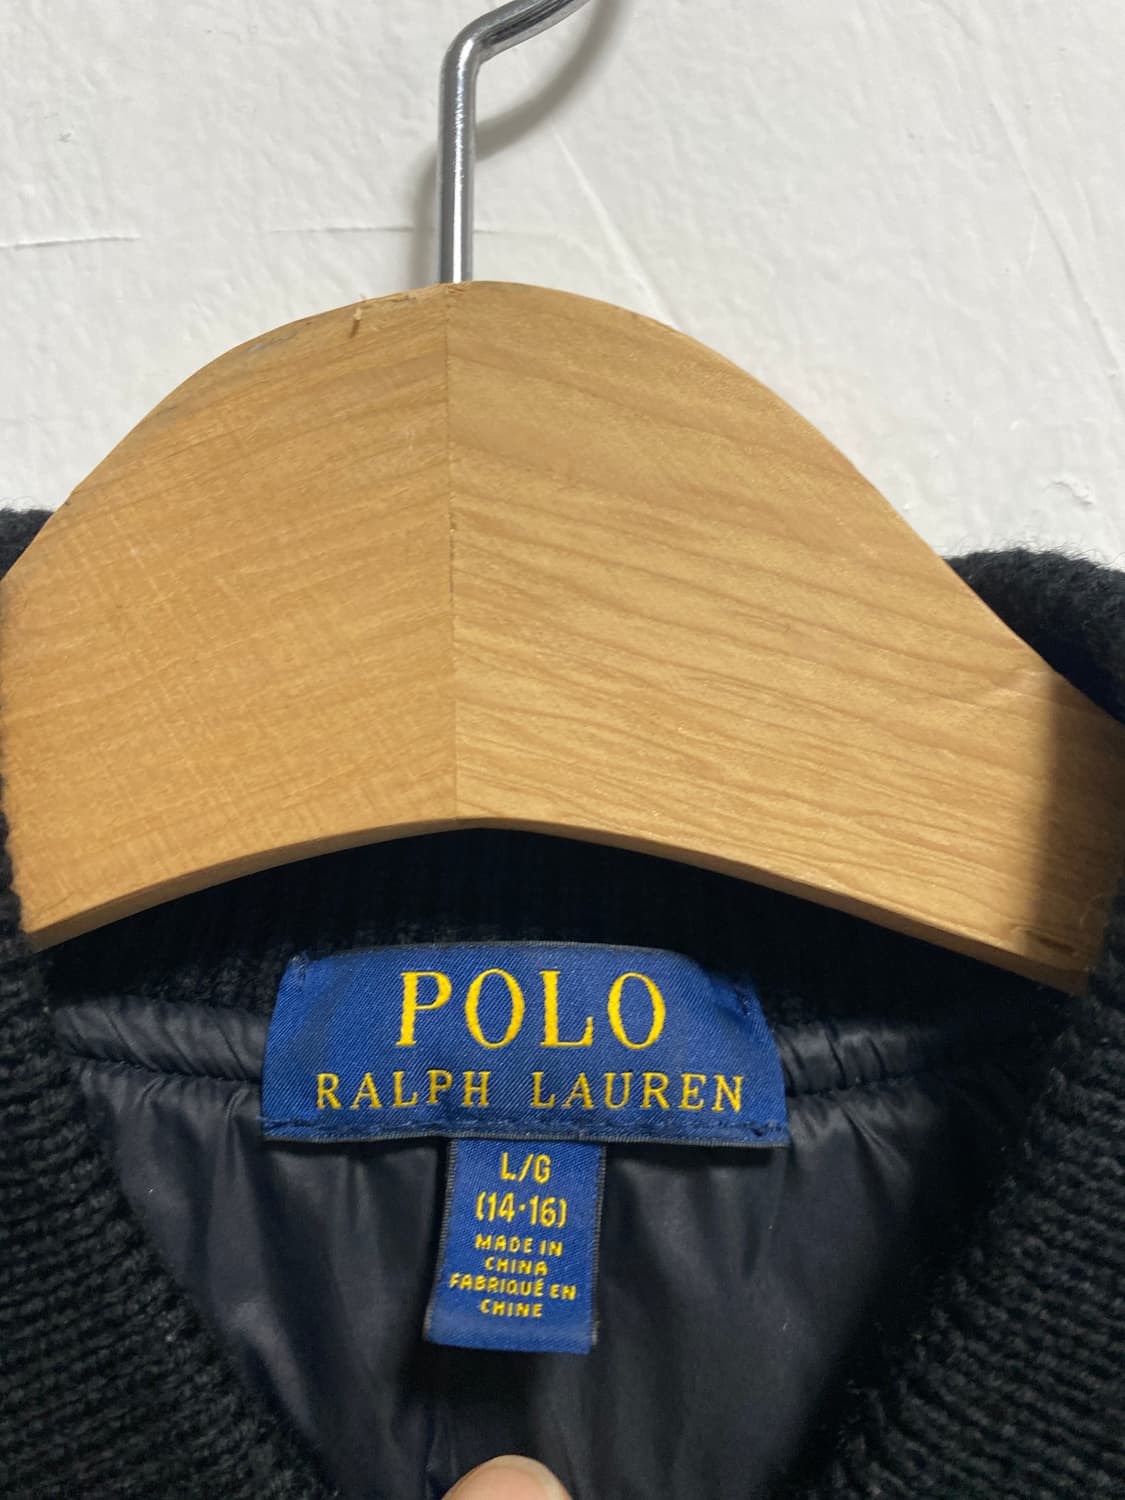 POLO
RALPH LAUREN
L/G
(14·16)
MADE IN
CHINA
FABRIQUÉ EN
CHINE